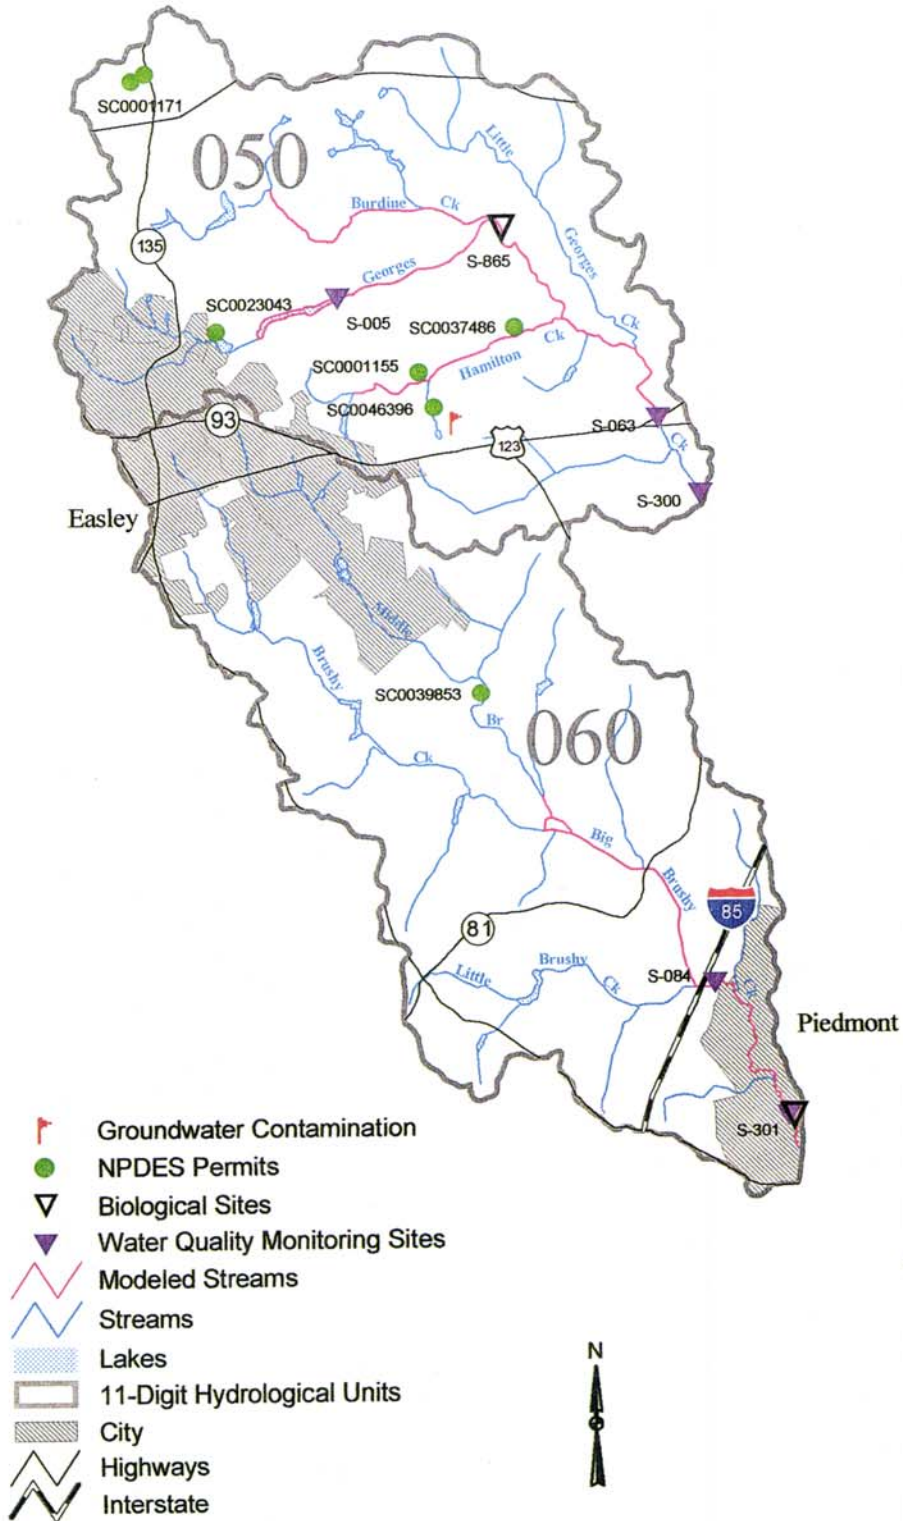 SC0001171
050
Little
Burdine Ck
135
S-865
Georges
Georges
SC0023043
S-005
SC0037486
Ck
Ck
SC0001155
Hamilton
SC0046396
93
S-063
123
Ck
S-300
Easley
Middle
Brushy
SC0039853
Br
060
Ck
Big
Brushy
85
81
Brushy
Little
Ck
S-084
Ck
Piedmont
S-301
Groundwater Contamination
NPDES Permits
Biological Sites
Water Quality Monitoring Sites
Modeled Streams
Streams
Lakes
11-Digit Hydrological Units
City
Highways
Interstate
N